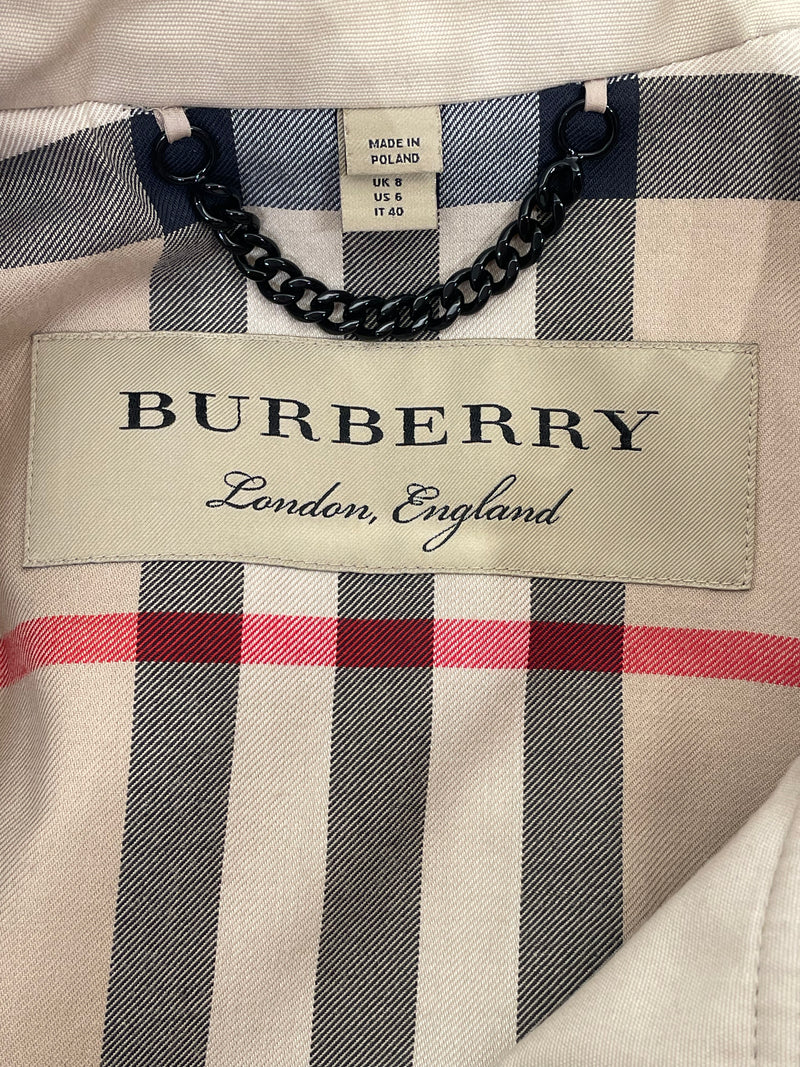 MADE IN
POLAND
UK 8
US 6
IT 40
BURBERRY
London, England